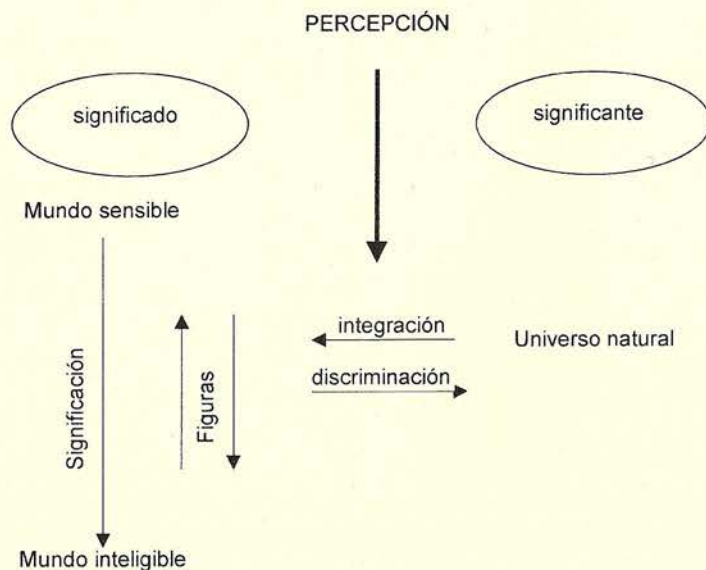 PERCEPCIÓN
significado
significante
Mundo sensible
integración
Universo natural
discriminación
Significación
Figuras
Mundo inteligible